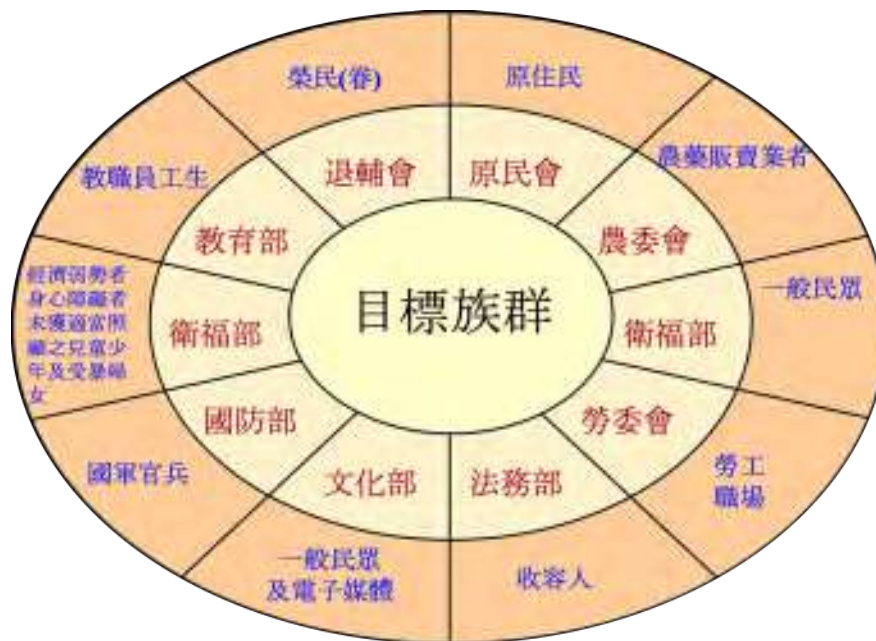 榮民(眷)
原住民
農藥販賣業者
一般民眾
勞工
職場
收容人
一般民眾
及電子媒體
國軍官兵
經濟弱勢者
身心障礙者
未獲適當照
顧之兒童少
年及受暴婦
女
教職員工生
退輔會
原民會
農委會
衛福部
勞委會
法務部
文化部
國防部
衛福部
教育部
目標族群